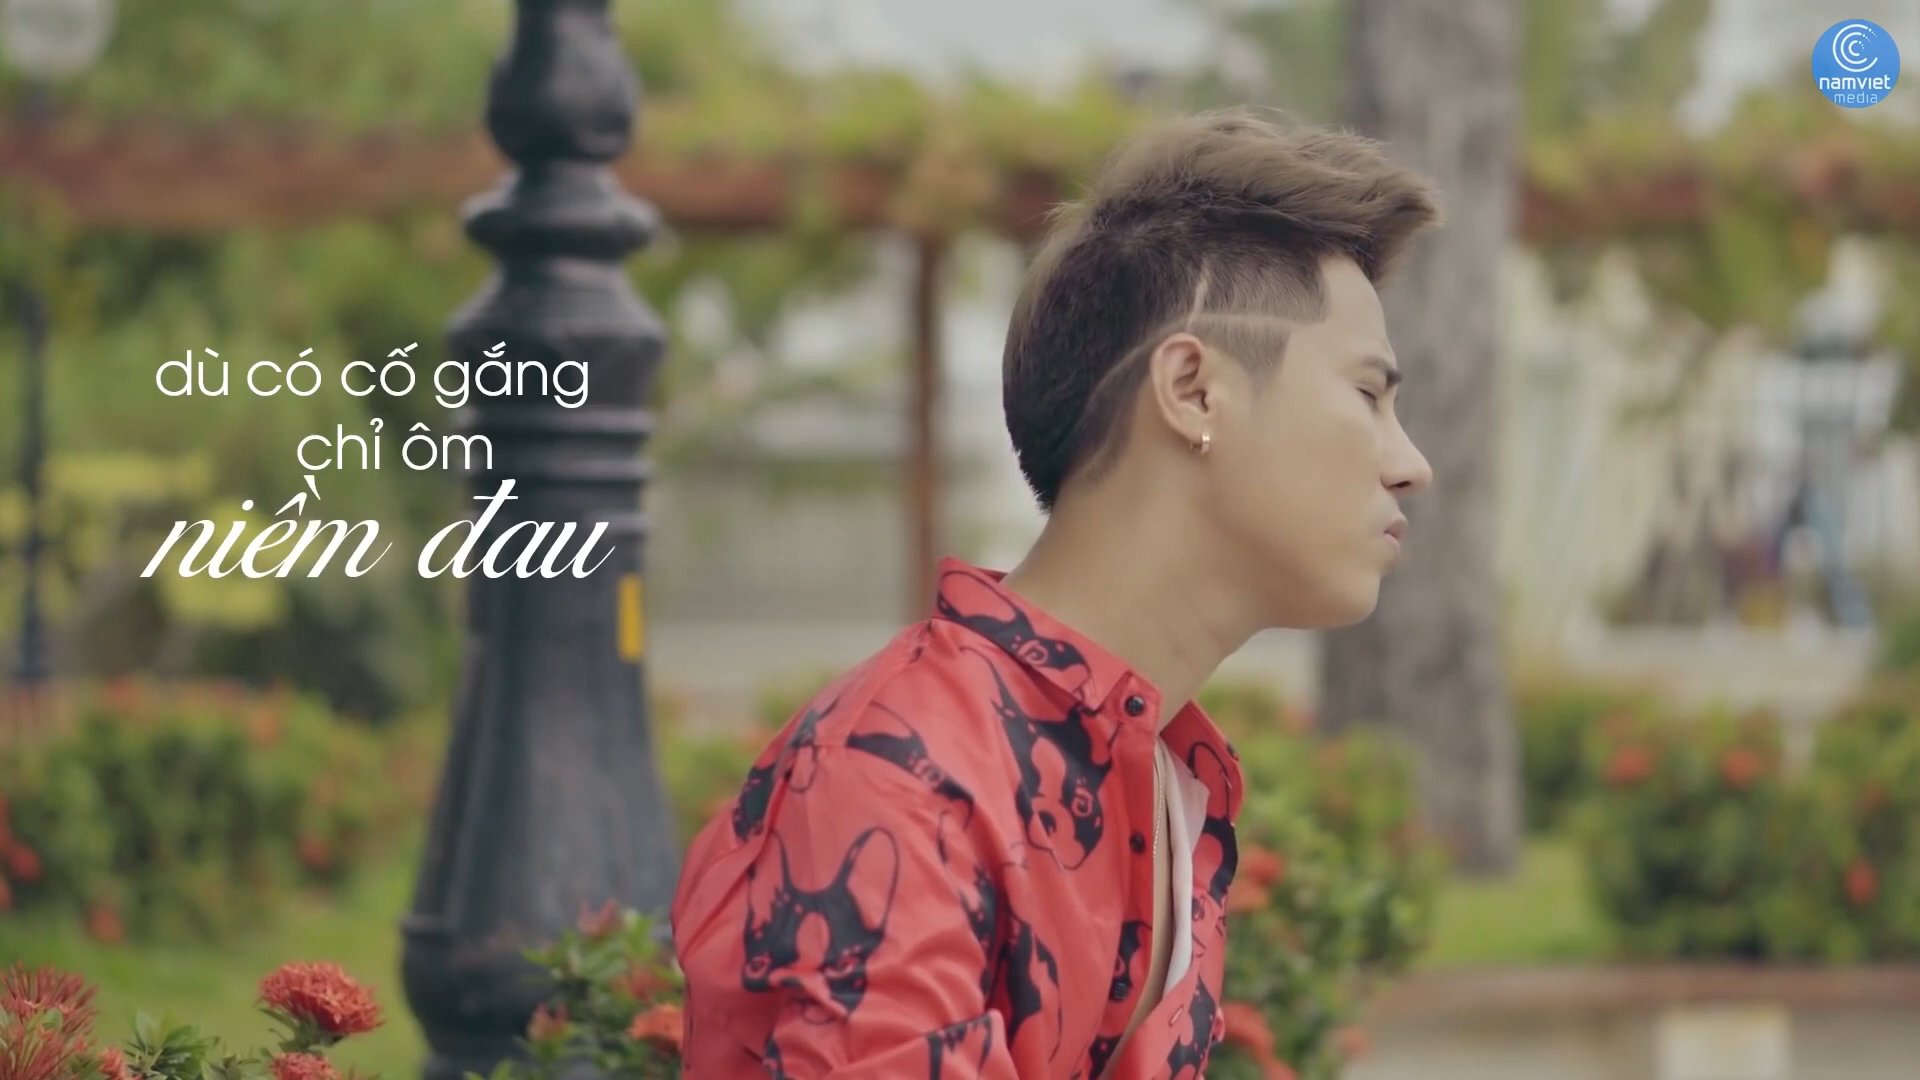 dù có cố gắng
chỉ ôm
niềm đau
namviet
media